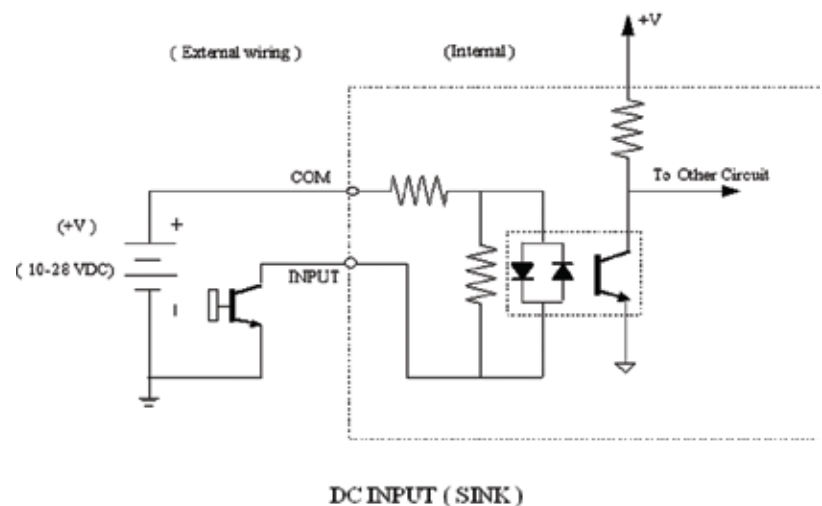 +V
( External wiring )
(Internal)
COM
To Other Circuit
(+V )
+
( 10-28 VDC)
INPUT
–
DC INPUT ( SINK )